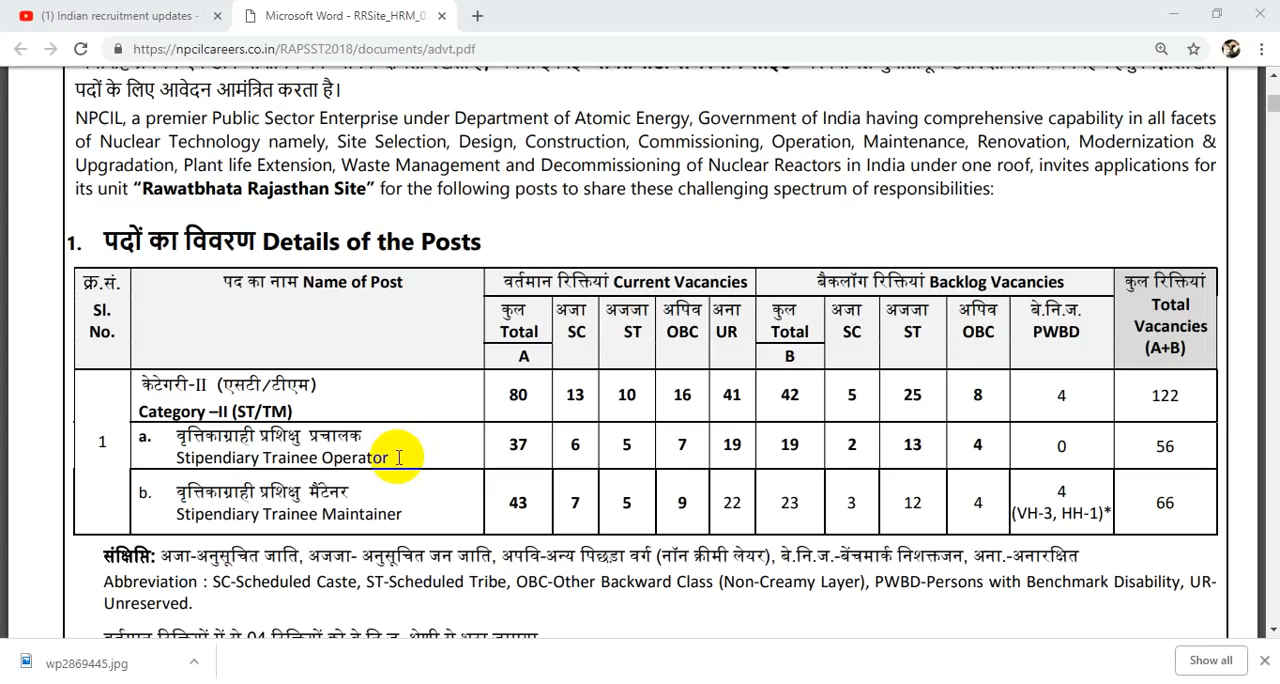 (1) Indian recruitment updates -
Microsoft Word - RRSite_HRM_0
https://npcilcareers.co.in/RAPSST2018/documents/advt.pdf
पदों के लिए आवेदन आमंत्रित करता है।
NPCIL, a premier Public Sector Enterprise under Department of Atomic Energy, Government of India having comprehensive capability in all facets
of Nuclear Technology namely, Site Selection, Design, Construction, Commissioning, Operation, Maintenance, Renovation, Modernization &
Upgradation, Plant life Extension, Waste Management and Decommissioning of Nuclear Reactors in India under one roof, invites applications for
its unit “Rawatbhata Rajasthan Site” for the following posts to share these challenging spectrum of responsibilities:
1. पदों का विवरण Details of the Posts
क्र.सं. पद का नाम Name of Post वर्तमान रिक्तियां Current Vacancies बैकलॉग रिक्तियां Backlog Vacancies कुल रिक्तियां
Sl. No. कुल Total A अजा SC अजजा ST अपिव OBC अना UR कुल Total B अजा SC अजजा ST अपिव OBC बे.नि.ज. PWBD Total Vacancies (A+B)
केटेगरी-II (एसटी/टीएम)
Category –II (ST/TM) 80 13 10 16 41 42 5 25 8 4 122
1 a. वृत्तिकाग्राही प्रशिक्षु प्रचालक
Stipendiary Trainee Operator 37 6 5 7 19 19 2 13 4 0 56
b. वृत्तिकाग्राही प्रशिक्षु मैंटेनर
Stipendiary Trainee Maintainer 43 7 5 9 22 23 3 12 4 4 (VH-3, HH-1)* 66
संक्षिप्ति: अजा-अनुसूचित जाति, अजजा- अनुसूचित जन जाति, अपवि-अन्य पिछड़ा वर्ग (नॉन क्रीमी लेयर), बे.नि.ज.-बेंचमार्क निशक्तजन, अना.-अनारक्षित
Abbreviation : SC-Scheduled Caste, ST-Scheduled Tribe, OBC-Other Backward Class (Non-Creamy Layer), PWBD-Persons with Benchmark Disability, UR-
Unreserved.
wp2869445.jpg
Show all